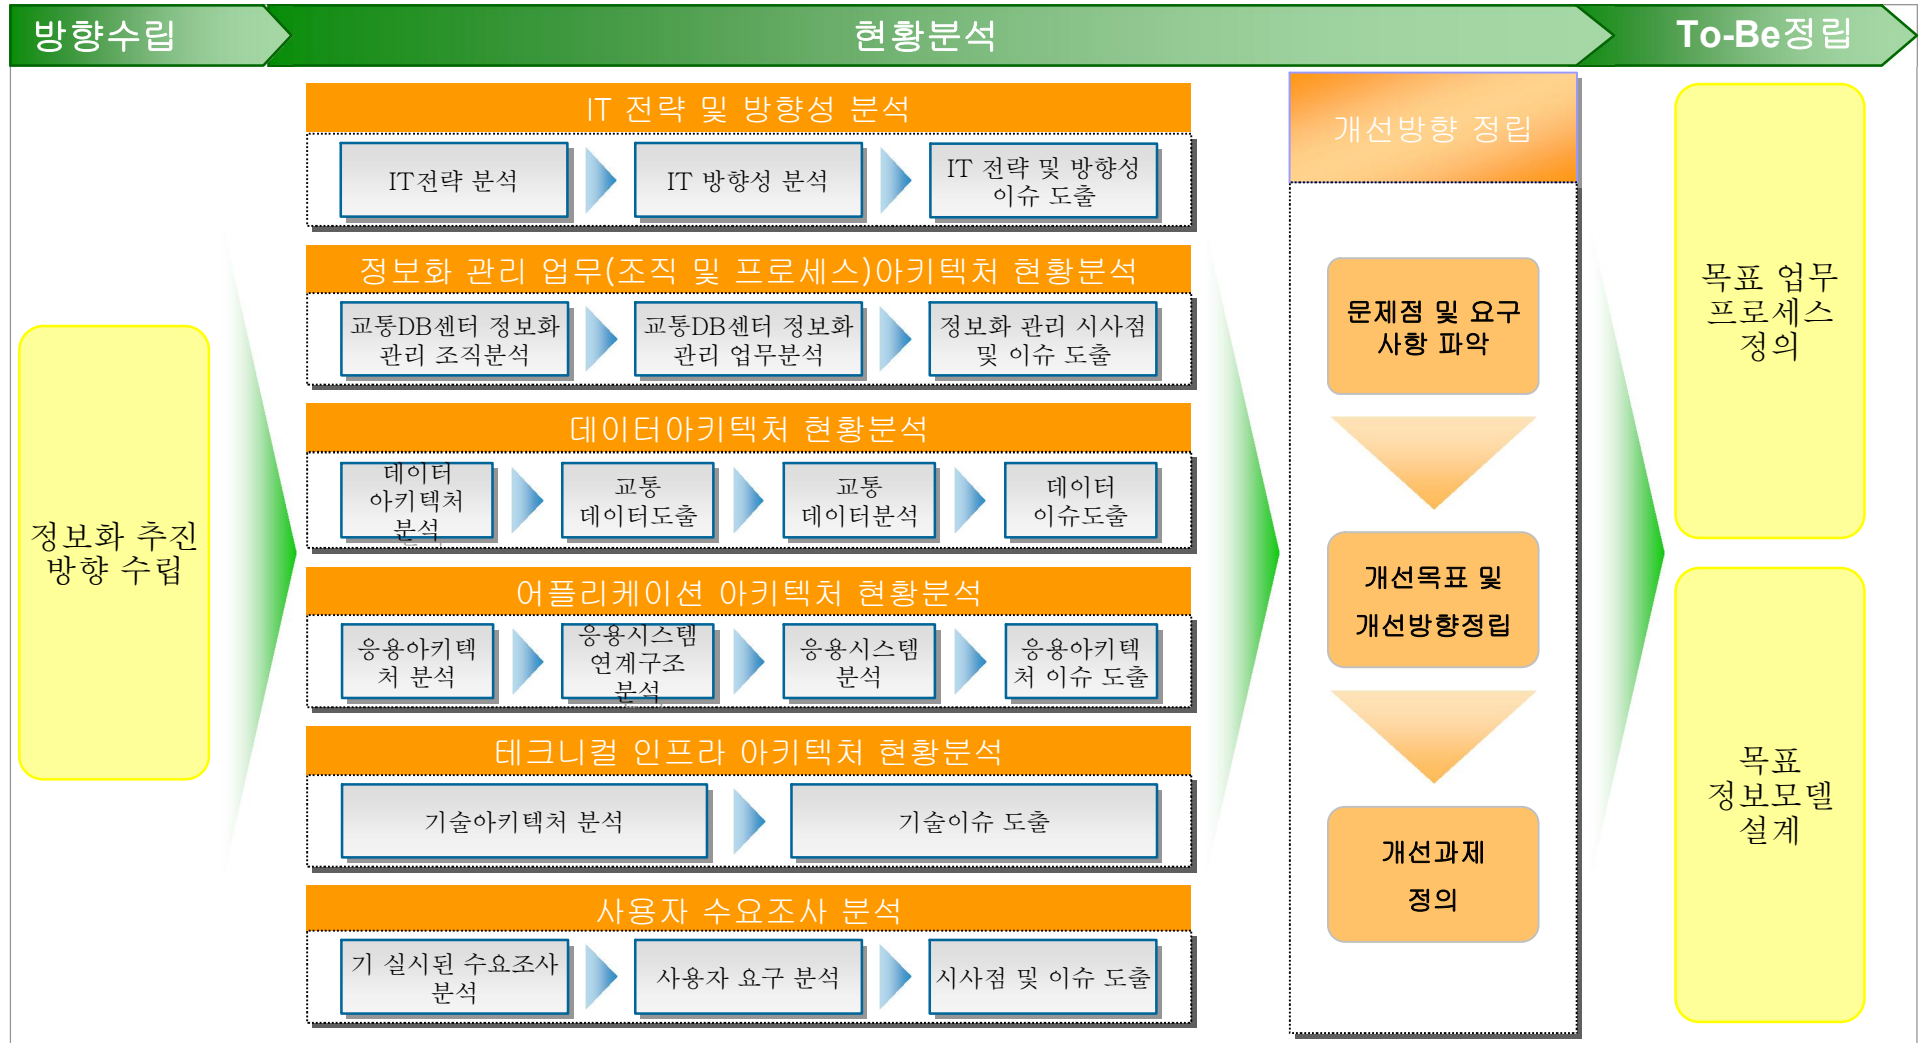 방향수립
현황분석
To-Be정립
정보화 추진
방향 수립
IT 전략 및 방향성 분석
IT전략 분석
IT 방향성 분석
IT 전략 및 방향성
이슈 도출
정보화 관리 업무(조직 및 프로세스)아키텍처 현황분석
교통DB센터 정보화
관리 조직분석
교통DB센터 정보화
관리 업무분석
정보화 관리 시사점
및 이슈 도출
데이터아키텍처 현황분석
데이터
아키텍처
분석
교통
데이터도출
교통
데이터분석
데이터
이슈도출
어플리케이션 아키텍처 현황분석
응용아키텍
처 분석
응용시스템
연계구조
분석
응용시스템
분석
응용아키텍
처 이슈 도출
테크니컬 인프라 아키텍처 현황분석
기술아키텍처 분석
기술이슈 도출
사용자 수요조사 분석
기 실시된 수요조사
분석
사용자 요구 분석
시사점 및 이슈 도출
개선방향 정립
문제점 및 요구
사항 파악
개선목표 및
개선방향정립
개선과제
정의
목표 업무
프로세스
정의
목표
정보모델
설계